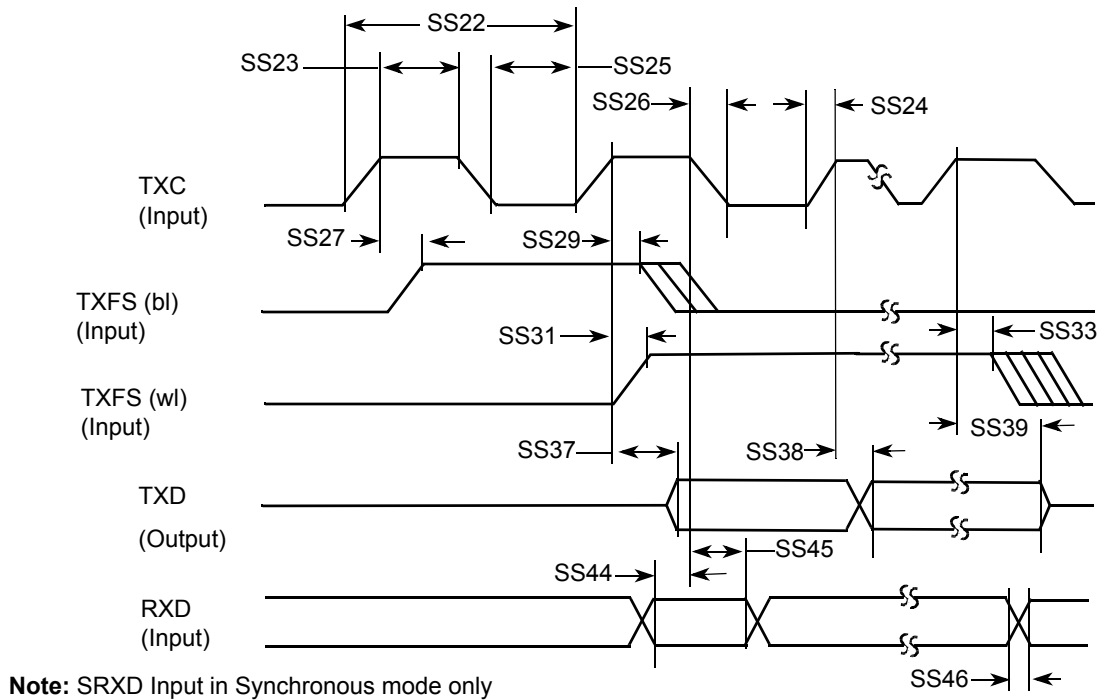 SS22
SS23
SS25
SS26
SS24
TXC
(Input)
SS27
SS29
TXFS (bl)
(Input)
SS31
SS33
TXFS (wl)
(Input)
SS39
SS37
SS38
TXD
(Output)
SS45
SS44
RXD
(Input)
SS46
Note: SRXD Input in Synchronous mode only